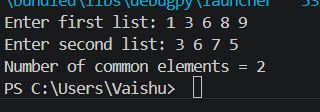 \bundled\libs\debugpy\launcher' '53
Enter first list: 1 3 6 8 9
Enter second list: 3 6 7 5
Number of common elements = 2
PS C:\Users\Vaishu>